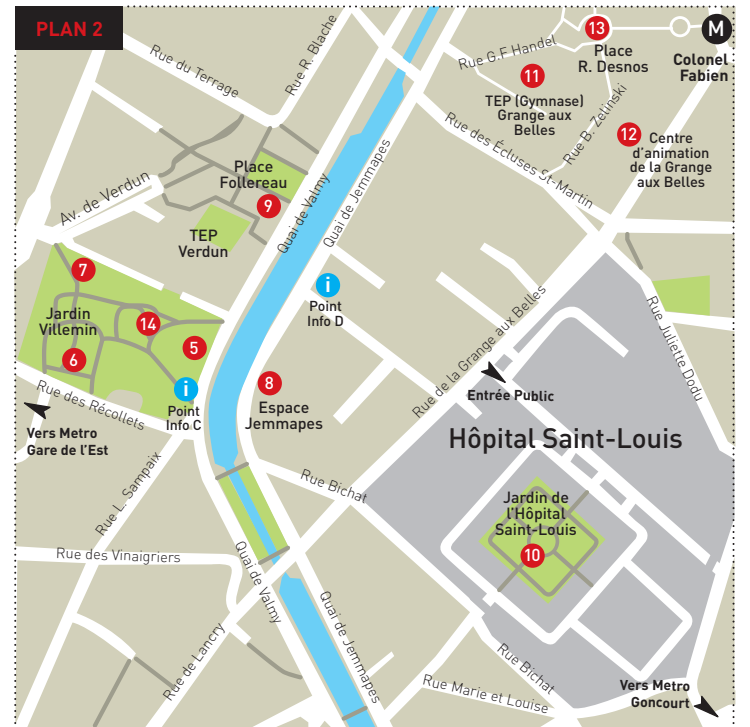 PLAN 2
Rue du Terrage
Rue R. Blache
Rue G.F Handel
13
Place
R. Desnos
M
Colonel
Fabien
11
TEP (Gymnase)
Grange aux
Belles
Rue B. Zelinski
12
Centre
d'animation
de la Grange
aux Belles
Rue des Écluses St-Martin
Place
Follereau
9
Quai de Valmy
Quai de Jemmapes
Av. de Verdun
TEP
Verdun
7
Jardin
Villemin
14
5
6
i
Point
Info D
i
Point
Info C
8
Espace
Jemmapes
Rue de la Grange aux Belles
Rue Juliette Dodu
Rue des Récollets
Vers Metro
Gare de l'Est
Entrée Public
Hôpital Saint-Louis
Rue L. Sampaix
Rue Bichat
Jardin de
l'Hôpital
Saint-Louis
10
Rue des Vinaigriers
Quai de Valmy
Quai de Jemmapes
Rue de Lancry
Rue Bichat
Rue Marie et Louise
Vers Metro
Goncourt